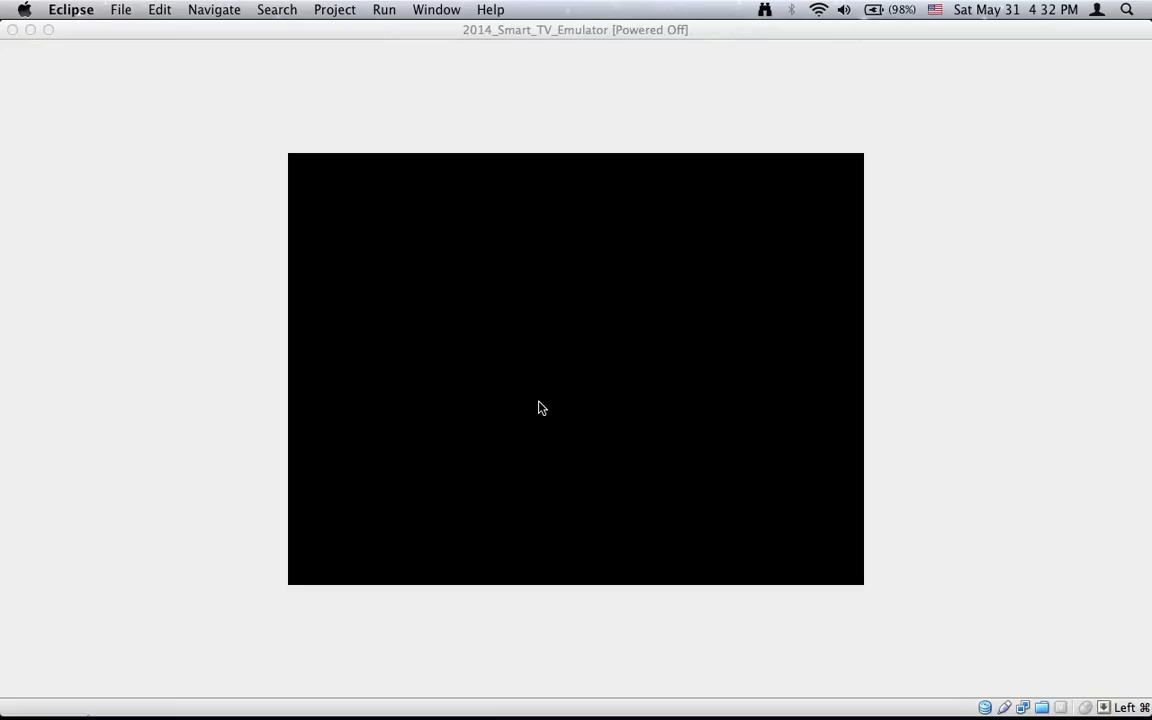 Eclipse File Edit Navigate Search Project Run Window Help (98%) Sat May 31 4:32 PM
2014_Smart_TV_Emulator [Powered Off]
Left ⌘